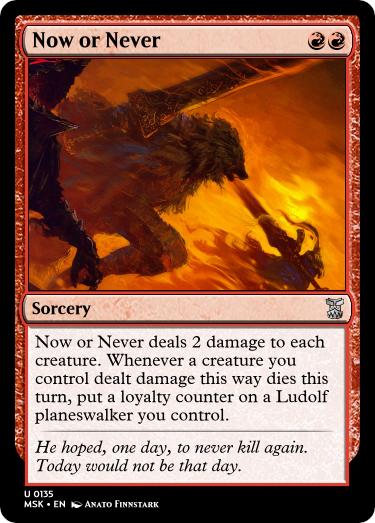 Now or Never
Sorcery
Now or Never deals 2 damage to each
creature. Whenever a creature you
control dealt damage this way dies this
turn, put a loyalty counter on a Ludolf
planeswalker you control.
He hoped, one day, to never kill again.
Today would not be that day.
U 0135
MSK • EN Anato Finnstark